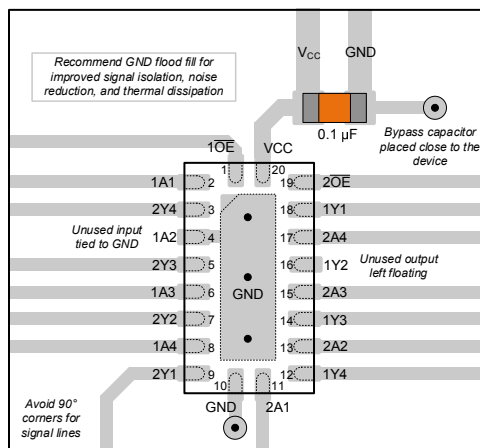 Recommend GND flood fill for
improved signal isolation, noise
reduction, and thermal dissipation
V_CC GND
0.1 µF
Bypass capacitor
placed close to the
device
1O̅E̅ VCC
1 20
1A1 2 19 2O̅E̅
2Y4 3 18 1Y1
Unused input
tied to GND
1A2 4 17 2A4
2Y3 5 16 1Y2
Unused output
left floating
1A3 6 15 2A3
GND
2Y2 7 14 1Y3
1A4 8 13 2A2
2Y1 9 12 1Y4
10 11
GND 2A1
Avoid 90°
corners for
signal lines